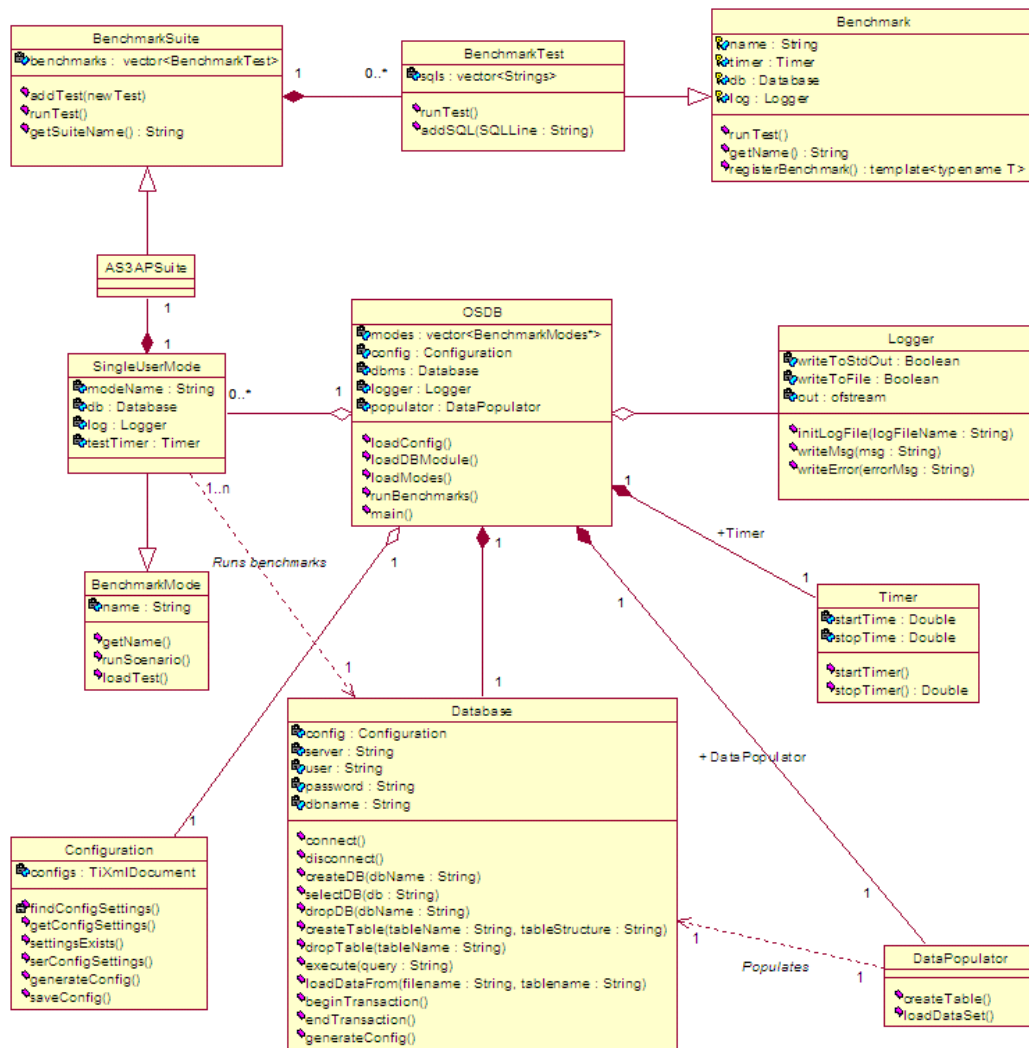 BenchmarkSuite
benchmarks : vector<BenchmarkTest>
addTest(newTest)
runTest()
getSuiteName() : String
1
0..*
BenchmarkTest
sqls : vector<Strings>
runTest()
addSQL(SQLLine : String)
Benchmark
name : String
timer : Timer
db : Database
log : Logger
runTest()
getName() : String
registerBenchmark() : template<typename T>
AS3APSuite
1
1
SingleUserMode
modeName : String
db : Database
log : Logger
testTimer : Timer
0..*
1
OSDB
modes : vector<BenchmarkModes*>
config : Configuration
dbms : Database
logger : Logger
populator : DataPopulator
loadConfig()
loadDBModule()
loadModes()
runBenchmarks()
main()
Logger
writeToStdOut : Boolean
writeToFile : Boolean
out : ofstream
initLogFile(logFileName : String)
writeMsg(msg : String)
writeError(errorMsg : String)
1..n
Runs benchmarks
1
1
1
1
1
+Timer
1
BenchmarkMode
name : String
getName()
runScenario()
loadTest()
Timer
startTime : Double
stopTime : Double
startTimer()
stopTimer() : Double
1
1
Database
config : Configuration
server : String
user : String
password : String
dbname : String
connect()
disconnect()
createDB(dbName : String)
selectDB(db : String)
dropDB(dbName : String)
createTable(tableName : String, tableStructure : String)
dropTable(tableName : String)
execute(query : String)
loadDataFrom(filename : String, tablename : String)
beginTransaction()
endTransaction()
generateConfig()
+ DataPopulator
1
Configuration
configs : TiXmlDocument
findConfigSettings()
getConfigSettings()
settingsExists()
serConfigSettings()
generateConfig()
saveConfig()
1
Populates
1
DataPopulator
createTable()
loadDataSet()